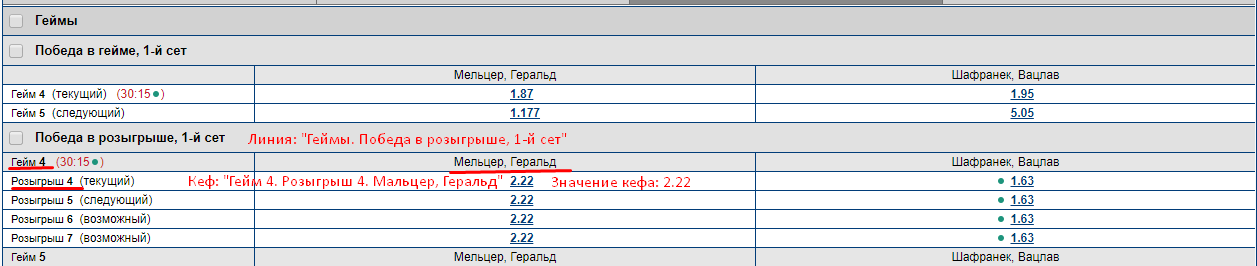 Геймы
Победа в гейме, 1-й сет
Мельцер, Геральд Шафранек, Вацлав
Гейм 4 (текущий) (30:15) 1.87 1.95
Гейм 5 (следующий) 1.177 5.05
Победа в розыгрыше, 1-й сет Линия: "Геймы. Победа в розыгрыше, 1-й сет"
Гейм 4 (30:15) Мельцер, Геральд Шафранек, Вацлав
Розыгрыш 4 (текущий) Кеф: "Гейм 4. Розыгрыш 4. Мальцер, Геральд" 2.22 Значение кефа: 2.22 1.63
Розыгрыш 5 (следующий) 2.22 1.63
Розыгрыш 6 (возможный) 2.22 1.63
Розыгрыш 7 (возможный) 2.22 1.63
Гейм 5 Мельцер, Геральд Шафранек, Вацлав